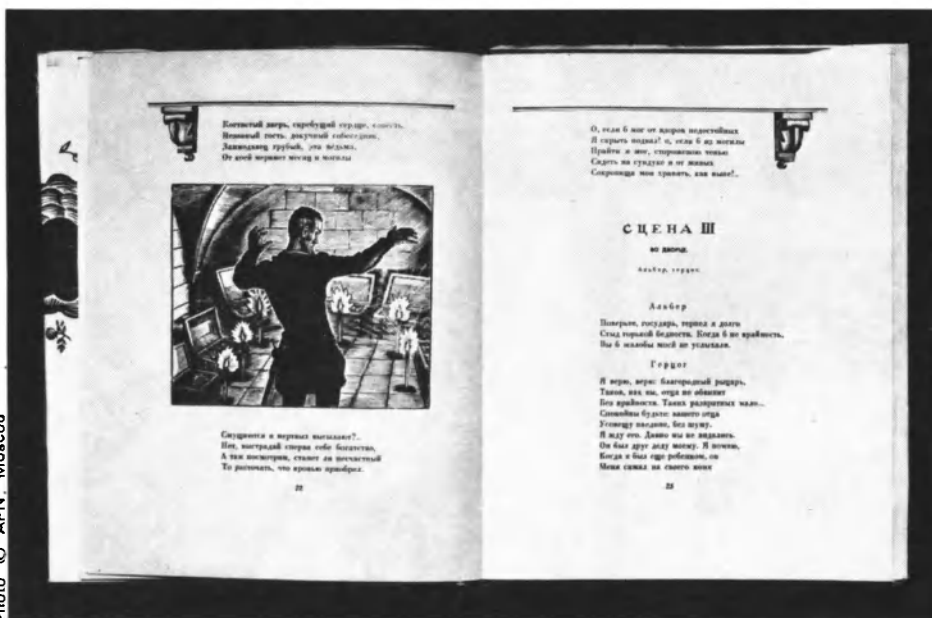 Когтистый зверь, скребущий сердце, совесть,
Незваный гость, докучный собеседник,
Заимодавец грубый, эта ведьма,
От коей меркнет месяц и могилы
Смущаются и мертвых высылают?..
Нет, выстрадай сперва себе богатство,
А там посмотрим, станет ли несчастный
То расточать, что кровью приобрел.
22
О, если б мог от взоров недостойных
Я скрыть подвал! о, если б из могилы
Прийти я мог, сторожевою тенью
Сидеть на сундуке и от живых
Сокровища мои хранить, как ныне!..
СЦЕНА III
ВО ДВОРЦЕ
Альбер, герцог.
Альбер
Поверьте, государь, терпел я долго
Стыд горькой бедности. Когда б не крайность,
Вы б жалобы моей не услыхали.
Герцог
Я верю, верю: благородный рыцарь,
Таков, как вы, отца не обвинит
Без крайности. Таких развратных мало...
Спокойны будьте: вашего отца
Усовещу наедине, без шуму.
Я жду его. Давно мы не видались.
Он был друг деду моему. Я помню,
Когда я был еще ребенком, он
Меня сажал на своего коня
23
Photo © APN, Moscou